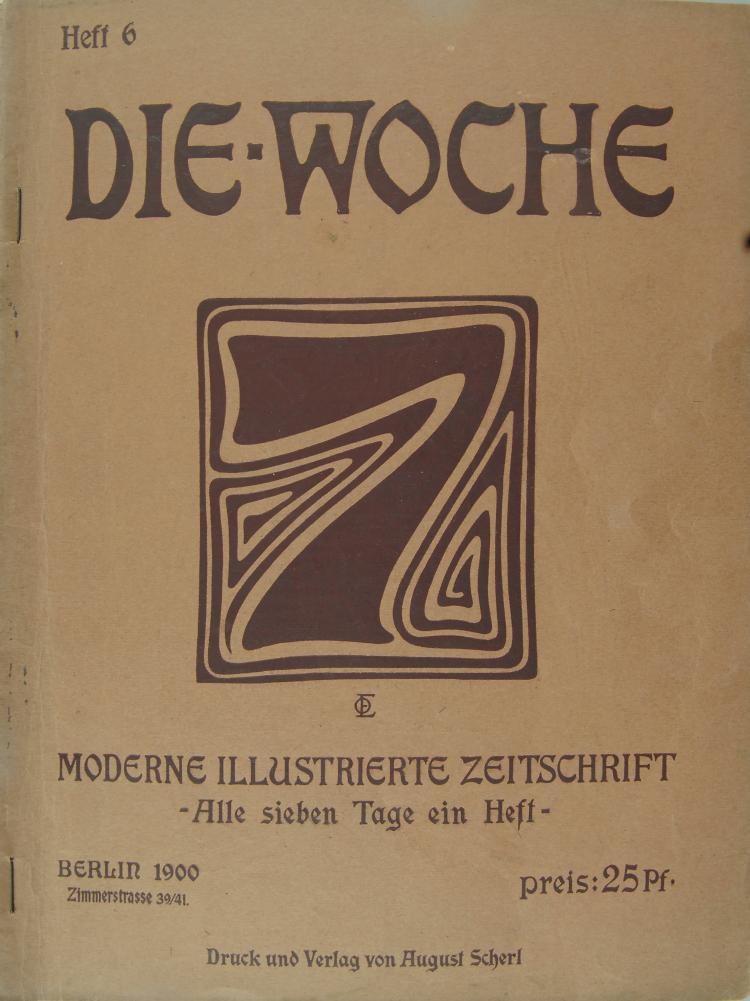 Heft 6
DIE·WOCHE
7
MODERNE ILLUSTRIERTE ZEITSCHRIFT
-Alle sieben Tage ein Heft-
BERLIN 1900
Zimmerstrasse 39/41.
preis: 25 Pf.
Druck und Verlag von August Scherl